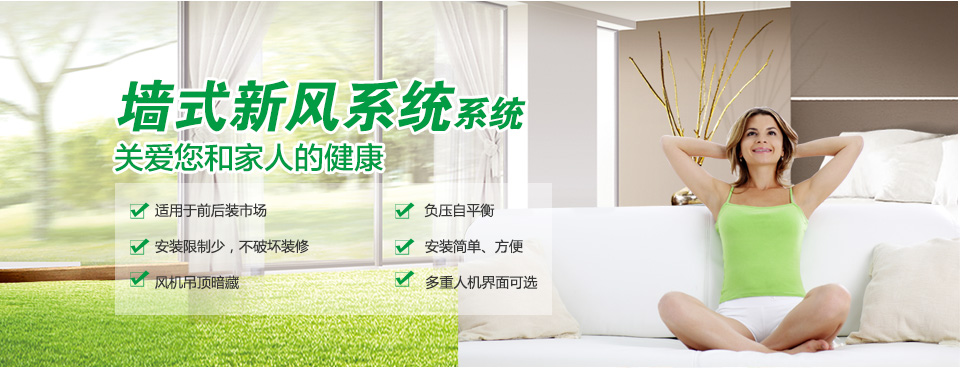 墙式新风系统系统
关爱您和家人的健康
适用于前后装市场
负压自平衡
安装限制少，不破坏装修
安装简单、方便
风机吊顶暗藏
多重人机界面可选